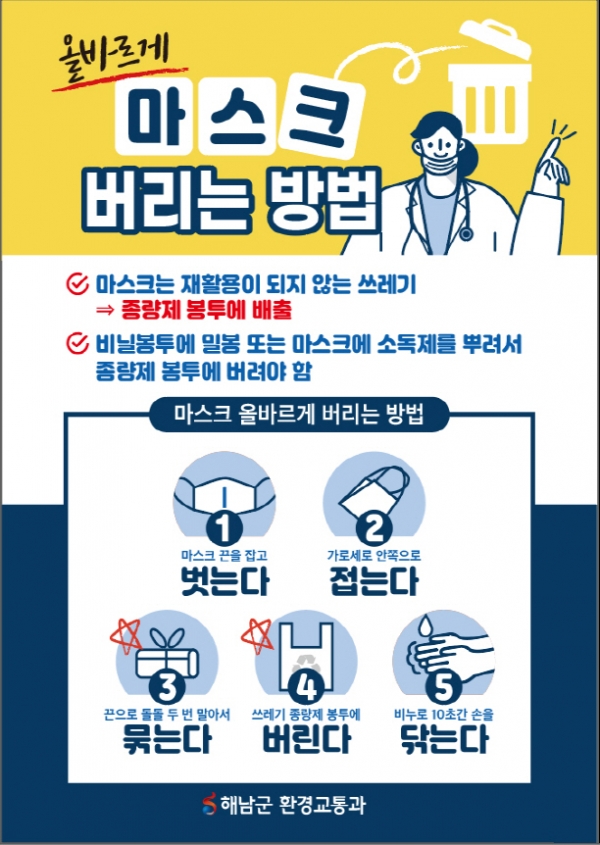 올바르게
마스크
버리는 방법
마스크는 재활용이 되지 않는 쓰레기
⇒ 종량제 봉투에 배출
비닐봉투에 밀봉 또는 마스크에 소독제를 뿌려서
종량제 봉투에 버려야 함
마스크 올바르게 버리는 방법
1
마스크 끈을 잡고
벗는다
2
가로세로 안쪽으로
접는다
3
끈으로 돌돌 두 번 말아서
묶는다
4
쓰레기 종량제 봉투에
버린다
5
비누로 10초간 손을
닦는다
해남군 환경교통과